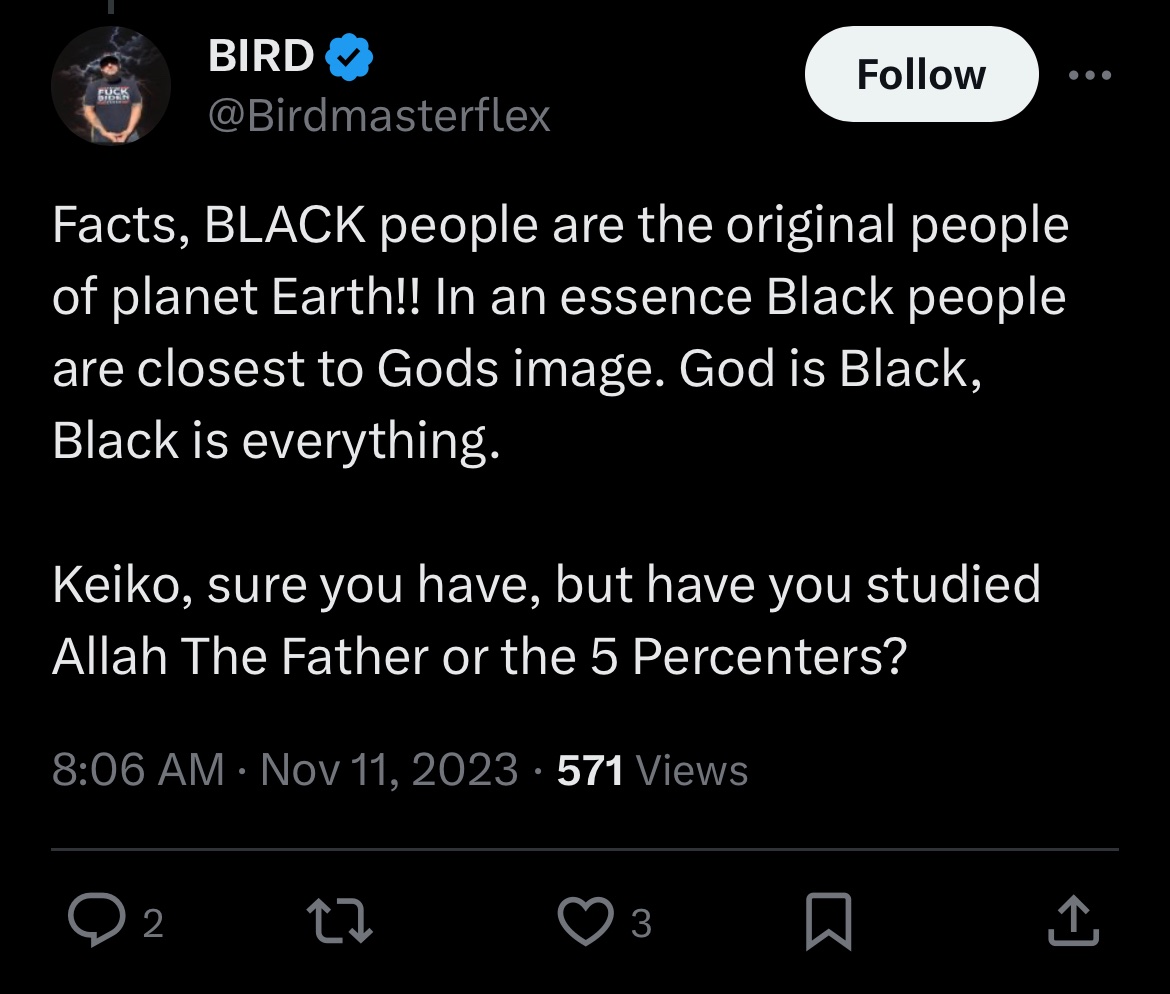 BIRD
@Birdmasterflex
Follow
FUCK
BIDEN
Facts, BLACK people are the original people
of planet Earth!! In an essence Black people
are closest to Gods image. God is Black,
Black is everything.
Keiko, sure you have, but have you studied
Allah The Father or the 5 Percenters?
8:06 AM · Nov 11, 2023 · 571 Views
2
3